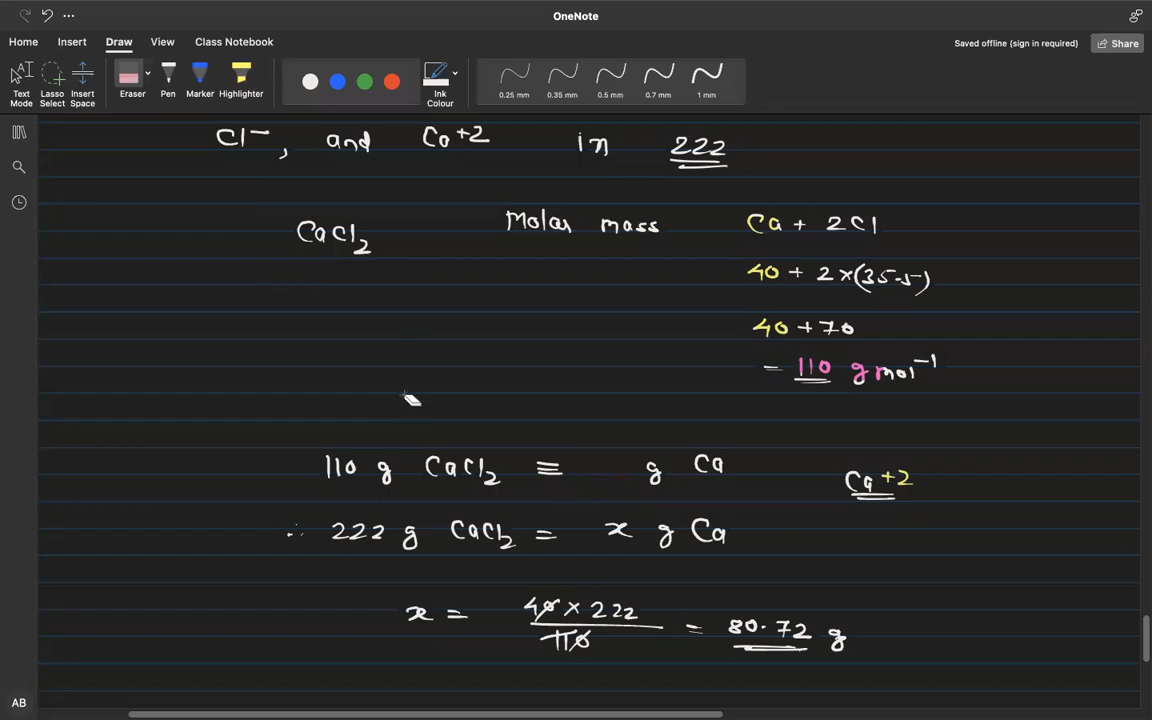 OneNote
Home Insert Draw View Class Notebook
Saved offline (sign in required) Share
Text Mode
Lasso Select
Insert Space
Eraser
Pen
Marker
Highlighter
Ink Colour
0.25 mm 0.35 mm 0.5 mm 0.7 mm 1 mm
Cl⁻, and Ca+2 in 222
CaCl₂ Molar mass Ca + 2Cl
40 + 2×(35.5)
40 + 70
= 110 g mol⁻¹
110 g CaCl₂ ≡ g Ca
Ca+2
∴ 222 g CaCl₂ = x g Ca
x = 40 × 222 / 110 = 80.72 g
AB